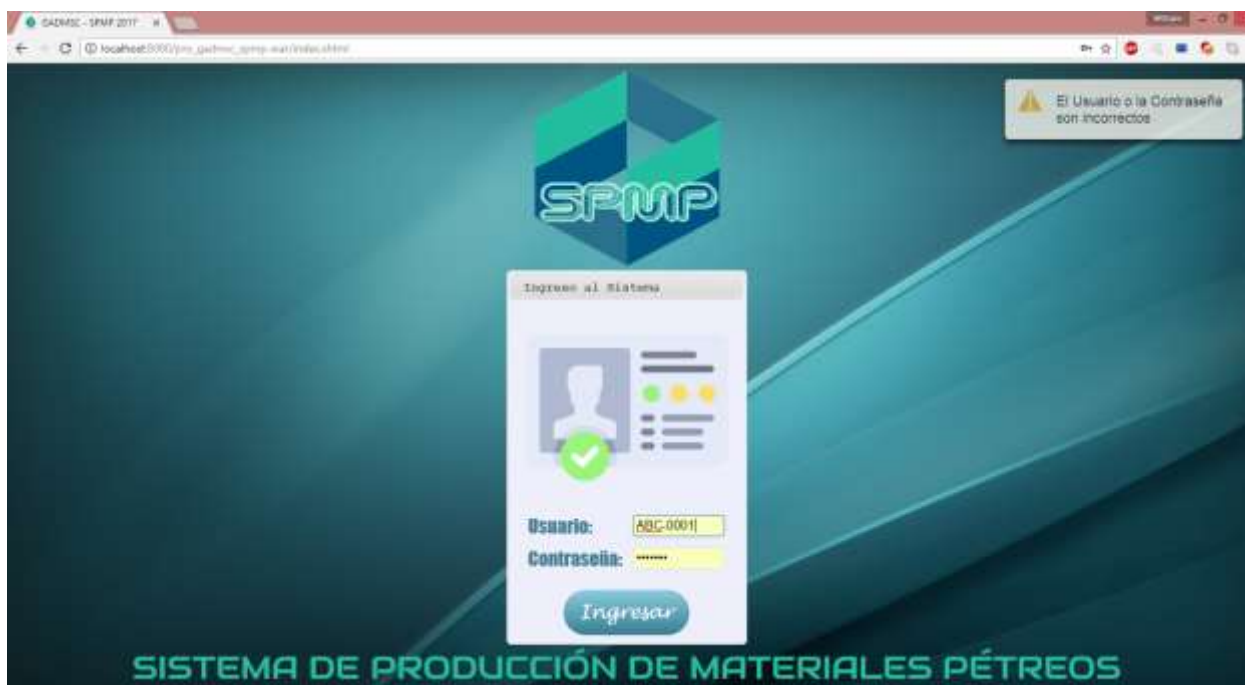 GADMSC - SPMP 2017
El Usuario o la Contraseña
son incorrectos
SPMP
Ingreso al Sistema
Usuario: ABC-0001
Contraseña: •••••••
Ingresar
SISTEMA DE PRODUCCIÓN DE MATERIALES PÉTREOS